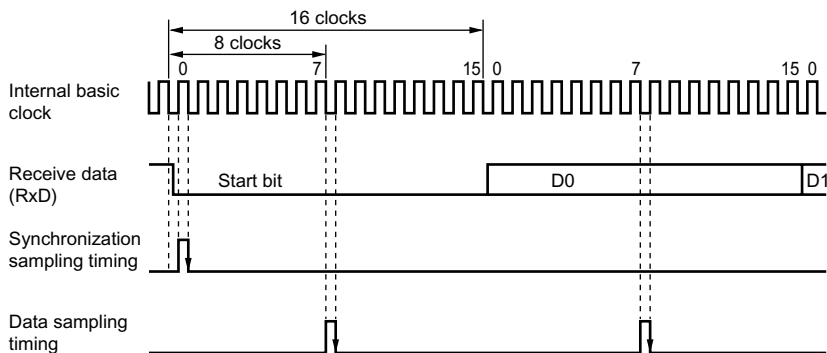 16 clocks
8 clocks
0 7 15 0 7 15 0
Internal basic
clock
Receive data
(RxD)
Start bit D0 D1
Synchronization
sampling timing
Data sampling
timing